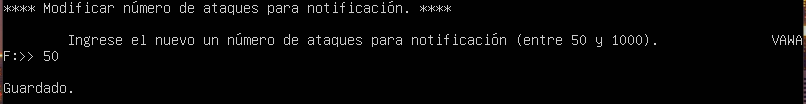 **** Modificar número de ataques para notificación. ****
Ingrese el nuevo un número de ataques para notificación (entre 50 y 1000). VAWA
F:>> 50
Guardado.